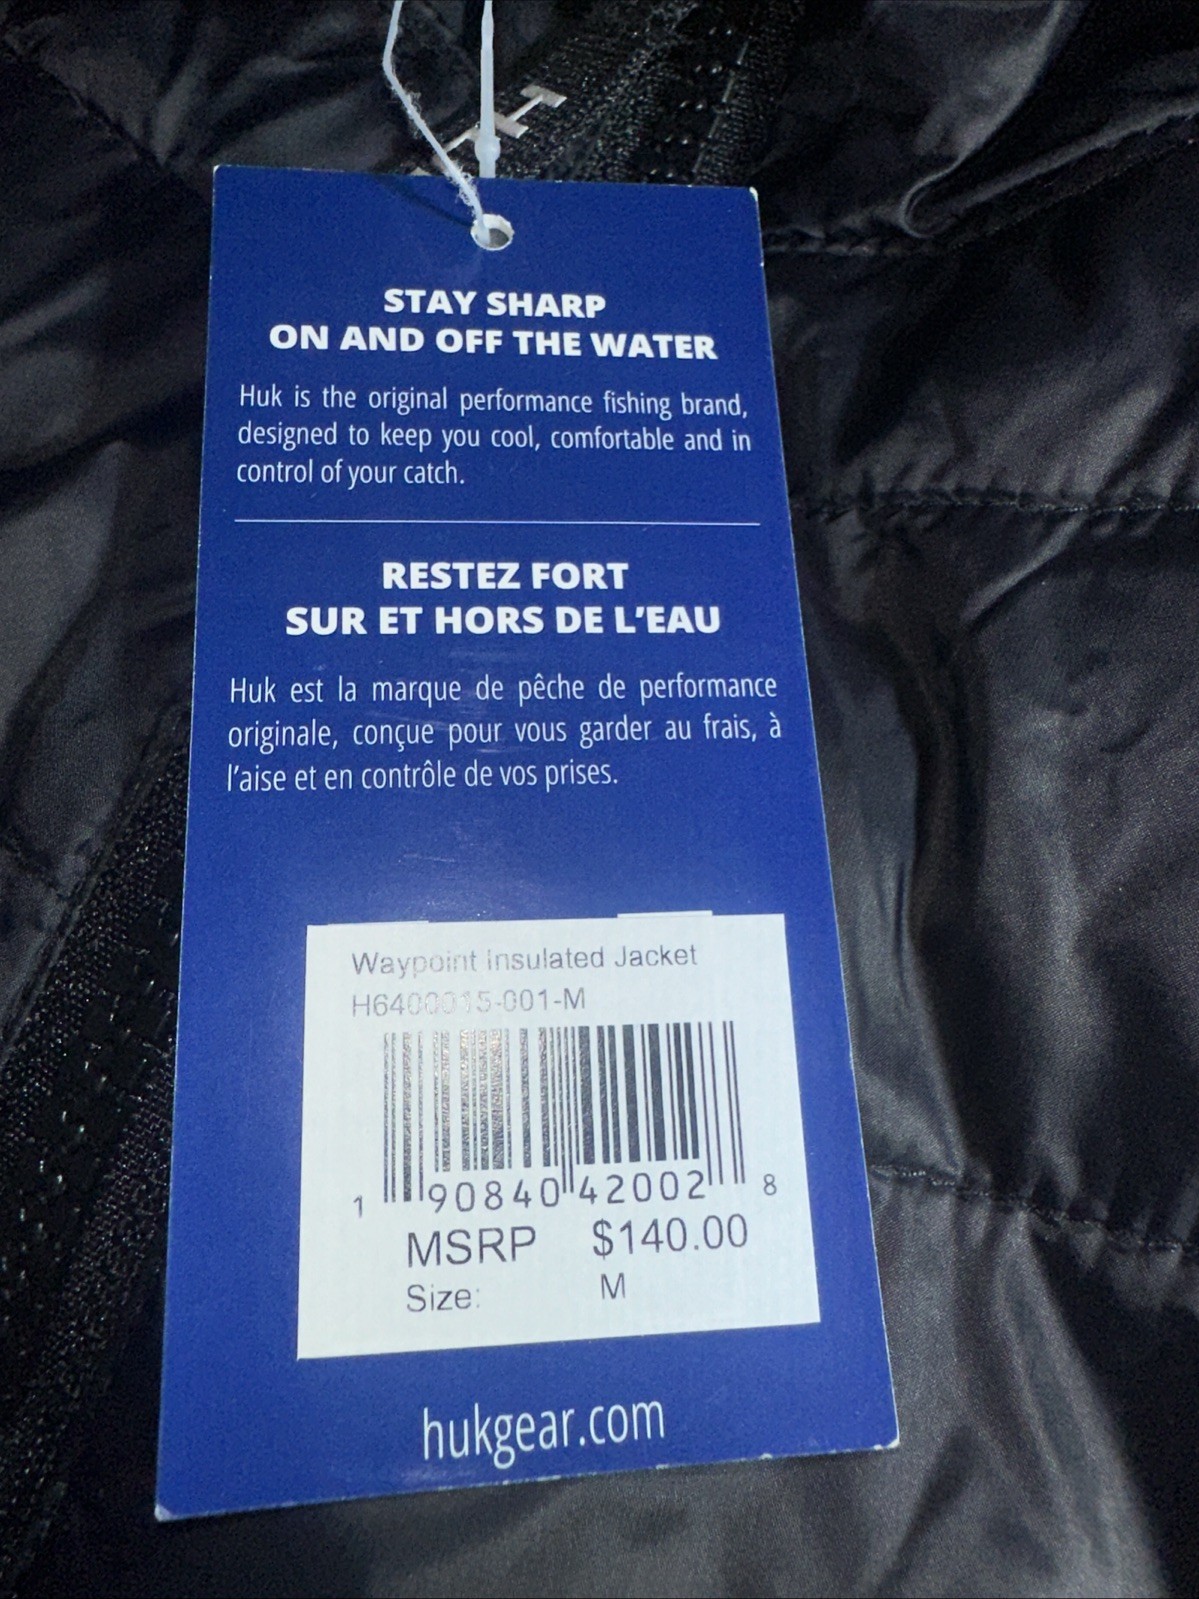 STAY SHARP
ON AND OFF THE WATER
Huk is the original performance fishing brand,
designed to keep you cool, comfortable and in
control of your catch.
RESTEZ FORT
SUR ET HORS DE L'EAU
Huk est la marque de pêche de performance
originale, conçue pour vous garder au frais, à
l'aise et en contrôle de vos prises.
Waypoint Insulated Jacket
H6400015-001-M
1 90840 42002 8
MSRP $140.00
Size: M
hukgear.com